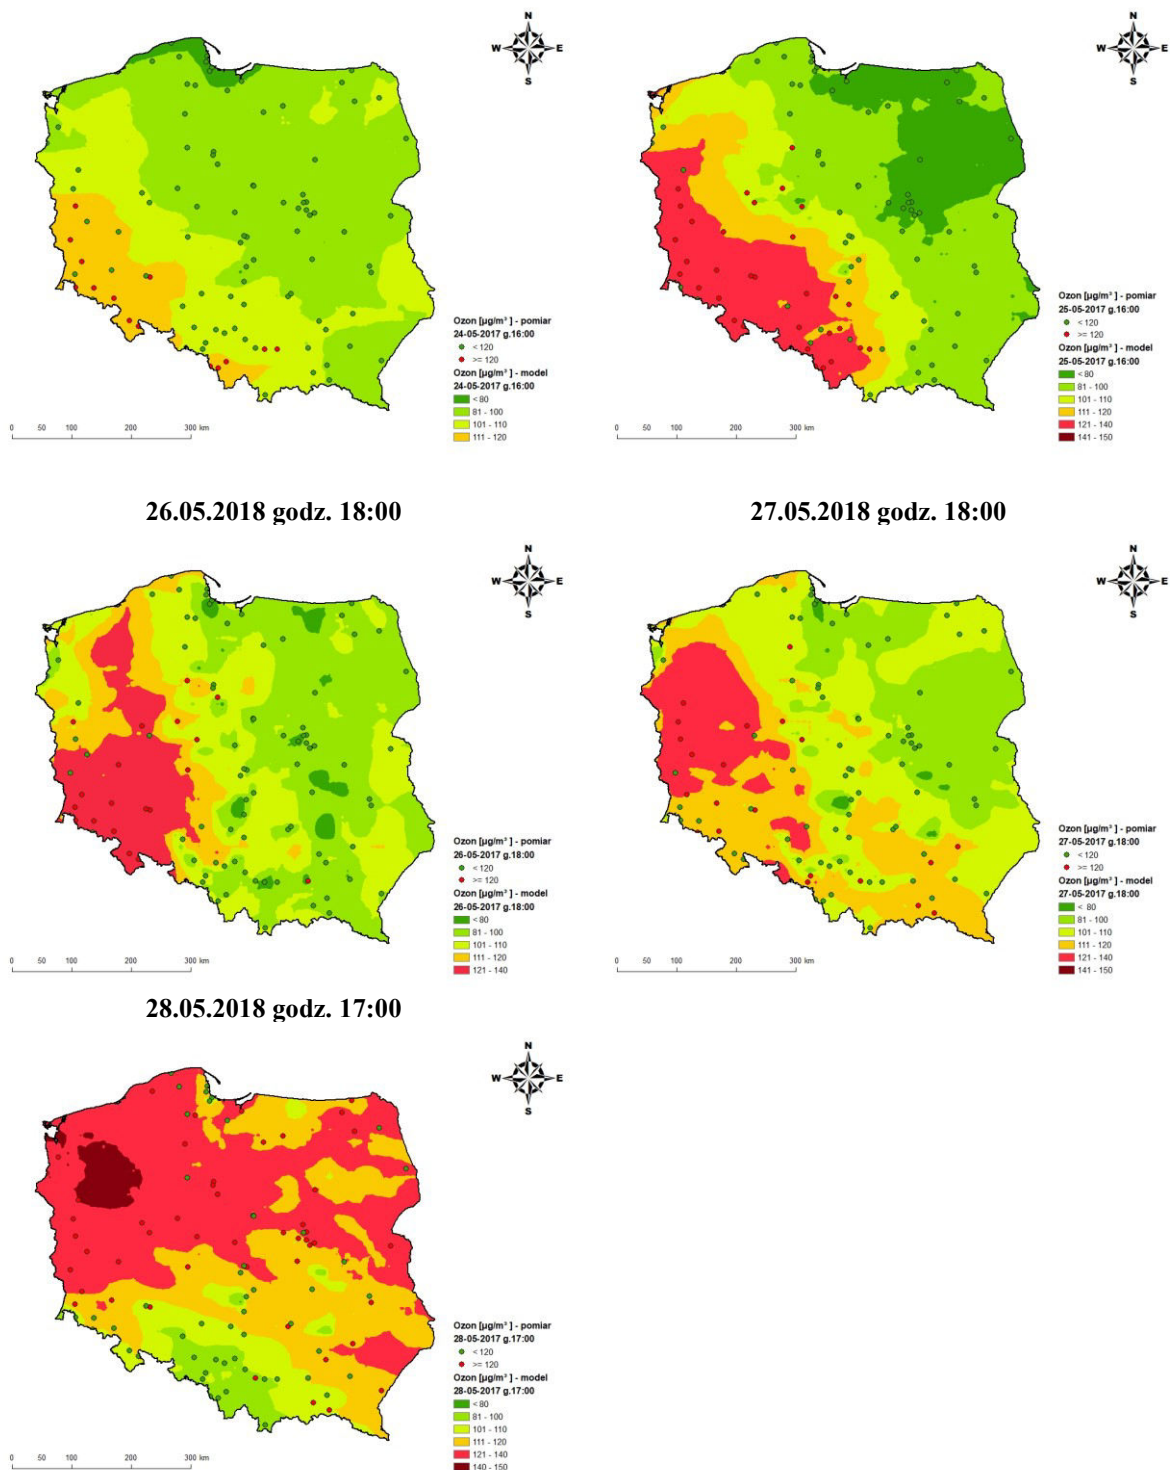 N
W E
S
Ozon [µg/m³ ] - pomiar
24-05-2017 g.16:00
< 120
>= 120
Ozon [µg/m³ ] - model
24-05-2017 g.16:00
< 80
81 - 100
101 - 110
111 - 120
0 100 200 300 km
N
W E
S
Ozon [µg/m³ ] - pomiar
25-05-2017 g.16:00
< 120
>= 120
Ozon [µg/m³ ] - model
25-05-2017 g.16:00
< 80
81 - 100
101 - 110
111 - 120
121 - 140
141 - 150
0 100 200 300 km
26.05.2018 godz. 18:00
N
W E
S
Ozon [µg/m³ ] - pomiar
26-05-2017 g.18:00
< 120
>= 120
Ozon [µg/m³ ] - model
26-05-2017 g.18:00
< 80
81 - 100
101 - 110
111 - 120
121 - 140
0 100 200 300 km
27.05.2018 godz. 18:00
N
W E
S
Ozon [µg/m³ ] - pomiar
27-05-2017 g.18:00
< 120
>= 120
Ozon [µg/m³ ] - model
27-05-2017 g.18:00
< 80
81 - 100
101 - 110
111 - 120
121 - 140
141 - 150
0 100 200 300 km
28.05.2018 godz. 17:00
N
W E
S
Ozon [µg/m³ ] - pomiar
28-05-2017 g.17:00
< 120
>= 120
Ozon [µg/m³ ] - model
28-05-2017 g.17:00
< 80
81 - 100
101 - 110
111 - 120
121 - 140
140 - 150
0 100 200 300 km